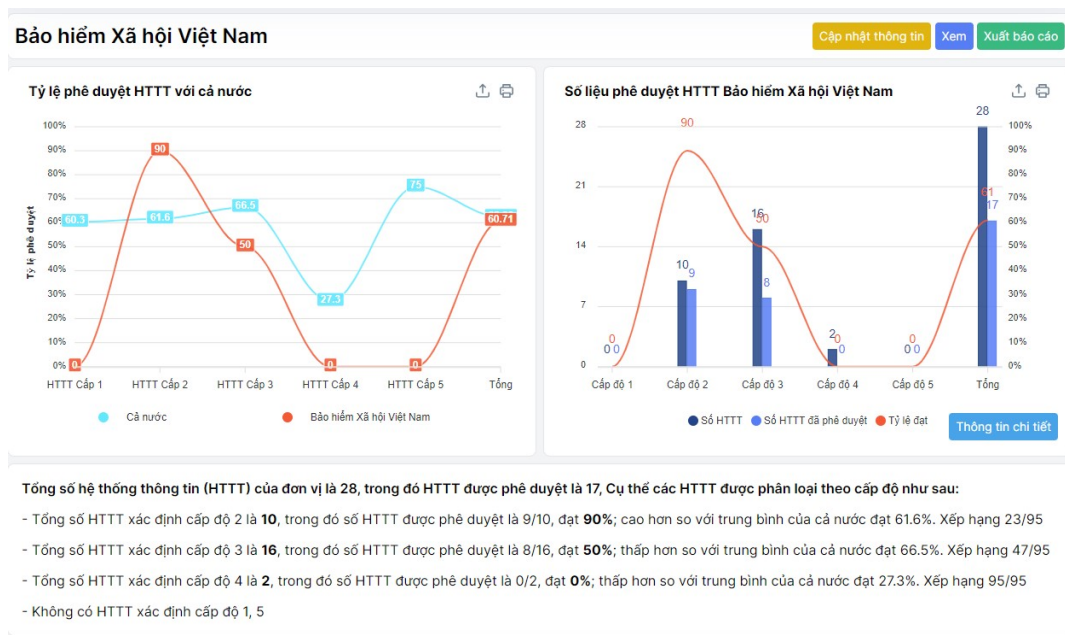 Bảo hiểm Xã hội Việt Nam
Cập nhật thông tin
Xem
Xuất báo cáo
Tỷ lệ phê duyệt HTTT với cả nước
Tỷ lệ phê duyệt
100%
90%
80%
70%
60%
50%
40%
30%
20%
10%
0%
60.3
61.6
66.5
27.3
75
0
90
50
0
0
60.71
HTTT Cấp 1
HTTT Cấp 2
HTTT Cấp 3
HTTT Cấp 4
HTTT Cấp 5
Tổng
Cả nước
Bảo hiểm Xã hội Việt Nam
Số liệu phê duyệt HTTT Bảo hiểm Xã hội Việt Nam
28
21
14
7
0
100%
90%
80%
70%
60%
50%
40%
30%
20%
10%
0%
0
0 0
90
10
9
16
50
8
2
0
0
0
0 0
28
61
17
Cấp độ 1
Cấp độ 2
Cấp độ 3
Cấp độ 4
Cấp độ 5
Tổng
Số HTTT
Số HTTT đã phê duyệt
Tỷ lệ đạt
Thông tin chi tiết
Tổng số hệ thống thông tin (HTTT) của đơn vị là 28, trong đó HTTT được phê duyệt là 17, Cụ thể các HTTT được phân loại theo cấp độ như sau:
- Tổng số HTTT xác định cấp độ 2 là 10, trong đó số HTTT được phê duyệt là 9/10, đạt 90%; cao hơn so với trung bình của cả nước đạt 61.6%. Xếp hạng 23/95
- Tổng số HTTT xác định cấp độ 3 là 16, trong đó số HTTT được phê duyệt là 8/16, đạt 50%; thấp hơn so với trung bình của cả nước đạt 66.5%. Xếp hạng 47/95
- Tổng số HTTT xác định cấp độ 4 là 2, trong đó số HTTT được phê duyệt là 0/2, đạt 0%; thấp hơn so với trung bình của cả nước đạt 27.3%. Xếp hạng 95/95
- Không có HTTT xác định cấp độ 1, 5